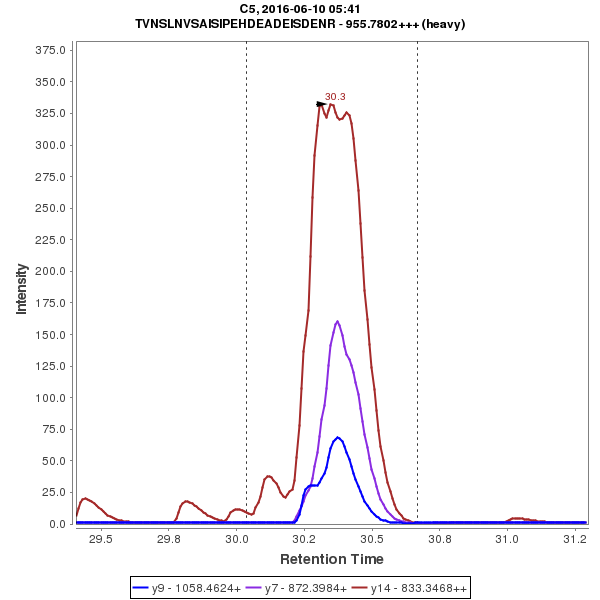 C5, 2016-06-10 05:41
TVNSLNVSAISIPEHDEADEISDENR - 955.7802+++ (heavy)
375.0
350.0
325.0
300.0
275.0
250.0
225.0
200.0
175.0
150.0
125.0
100.0
75.0
50.0
25.0
0.0
Intensity
30.3
29.5 29.8 30.0 30.2 30.5 30.8 31.0 31.2
Retention Time
y9 - 1058.4624+ y7 - 872.3984+ y14 - 833.3468++